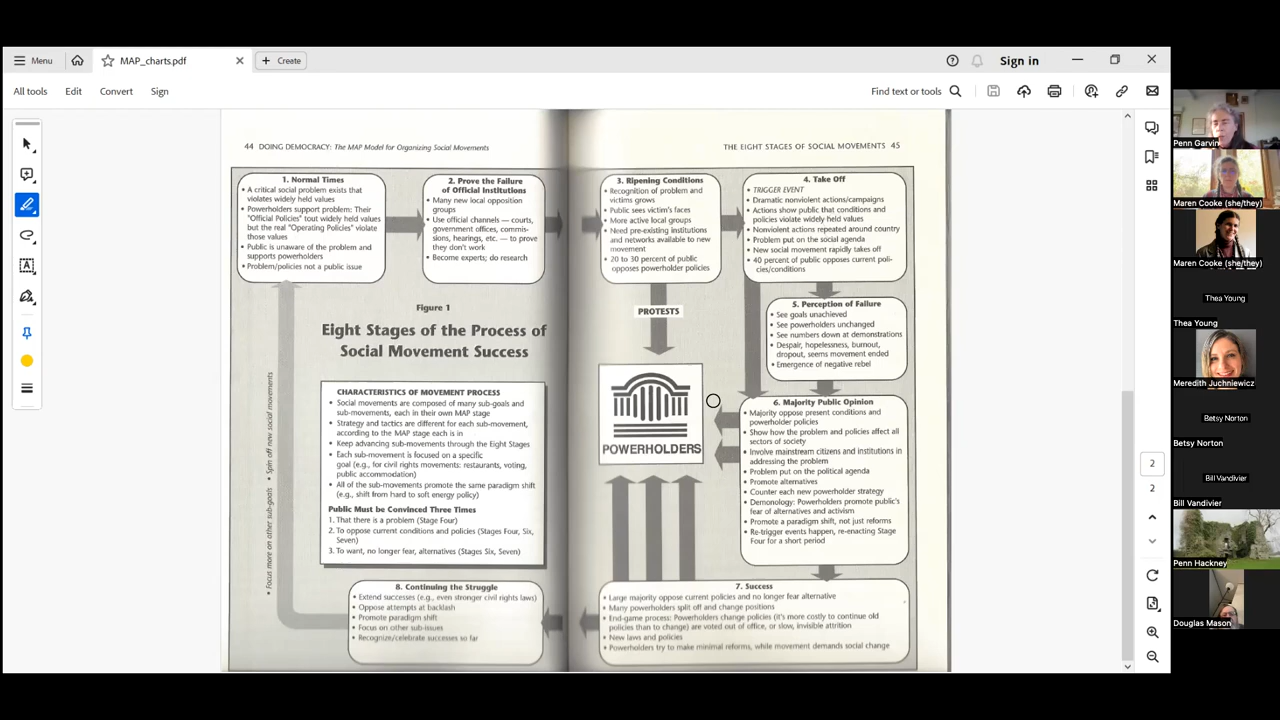 Menu
MAP_charts.pdf
Create
Sign in
All tools
Edit
Convert
Sign
Find text or tools
44 DOING DEMOCRACY: The MAP Model for Organizing Social Movements
THE EIGHT STAGES OF SOCIAL MOVEMENTS 45
1. Normal Times
• A critical social problem exists that
violates widely held values
• Powerholders support problem: Their
"Official Policies" tout widely held values
but the real "Operating Policies" violate
those values
• Public is unaware of the problem and
supports powerholders
• Problem/policies not a public issue
2. Prove the Failure
of Official Institutions
• Many new local opposition
groups
• Use official channels — courts,
government offices, commis-
sions, hearings, etc. — to prove
they don't work
• Become experts; do research
3. Ripening Conditions
• Recognition of problem and
victims grows
• Public sees victim's faces
• More active local groups
• Need pre-existing institutions
and networks available to new
movement
• 20 to 30 percent of public
opposes powerholder policies
4. Take Off
• TRIGGER EVENT
• Dramatic nonviolent actions/campaigns
• Actions show public that conditions and
policies violate widely held values
• Nonviolent actions repeated around country
• Problem put on the social agenda
• New social movement rapidly takes off
• 40 percent of public opposes current poli-
cies/conditions
Figure 1
Eight Stages of the Process of
Social Movement Success
PROTESTS
5. Perception of Failure
• See goals unachieved
• See powerholders unchanged
• See numbers down at demonstrations
• Despair, hopelessness, burnout,
dropout, seems movement ended
• Emergence of negative rebel
CHARACTERISTICS OF MOVEMENT PROCESS
• Social movements are composed of many sub-goals and
sub-movements, each in their own MAP stage
• Strategy and tactics are different for each sub-movement,
according to the MAP stage each is in
• Keep advancing sub-movements through the Eight Stages
• Each sub-movement is focused on a specific
goal (e.g., for civil rights movements: restaurants, voting,
public accommodation)
• All of the sub-movements promote the same paradigm shift
(e.g., shift from hard to soft energy policy)
Public Must be Convinced Three Times
1. That there is a problem (Stage Four)
2. To oppose current conditions and policies (Stages Four, Six,
Seven)
3. To want, no longer fear, alternatives (Stages Six, Seven)
• Focus more on other sub-goals • Spin off new social movements
POWERHOLDERS
6. Majority Public Opinion
• Majority oppose present conditions and
powerholder policies
• Show how the problem and policies affect all
sectors of society
• Involve mainstream citizens and institutions in
addressing the problem
• Problem put on the political agenda
• Promote alternatives
• Counter each new powerholder strategy
• Demonology: Powerholders promote public's
fear of alternatives and activism
• Promote a paradigm shift, not just reforms
• Re-trigger events happen, re-enacting Stage
Four for a short period
8. Continuing the Struggle
• Extend successes (e.g., even stronger civil rights laws)
• Oppose attempts at backlash
• Promote paradigm shift
• Focus on other sub-issues
• Recognize/celebrate successes so far
7. Success
• Large majority opposes current policies and no longer fear alternative
• Many powerholders split off and change positions
• End-game process: Powerholders change policies (it's more costly to continue old
policies than to change) are voted out of office, or slow, invisible attrition
• New laws and policies
• Powerholders try to make minimal reforms, while movement demands social change
2
2
Penn Garvin
Maren Cooke (she/they)
Maren Cooke (she/they)
Thea Young
Thea Young
Meredith Juchniewicz
Betsy Norton
Betsy Norton
Bill Vandivier
Bill Vandivier
Penn Hackney
Douglas Mason